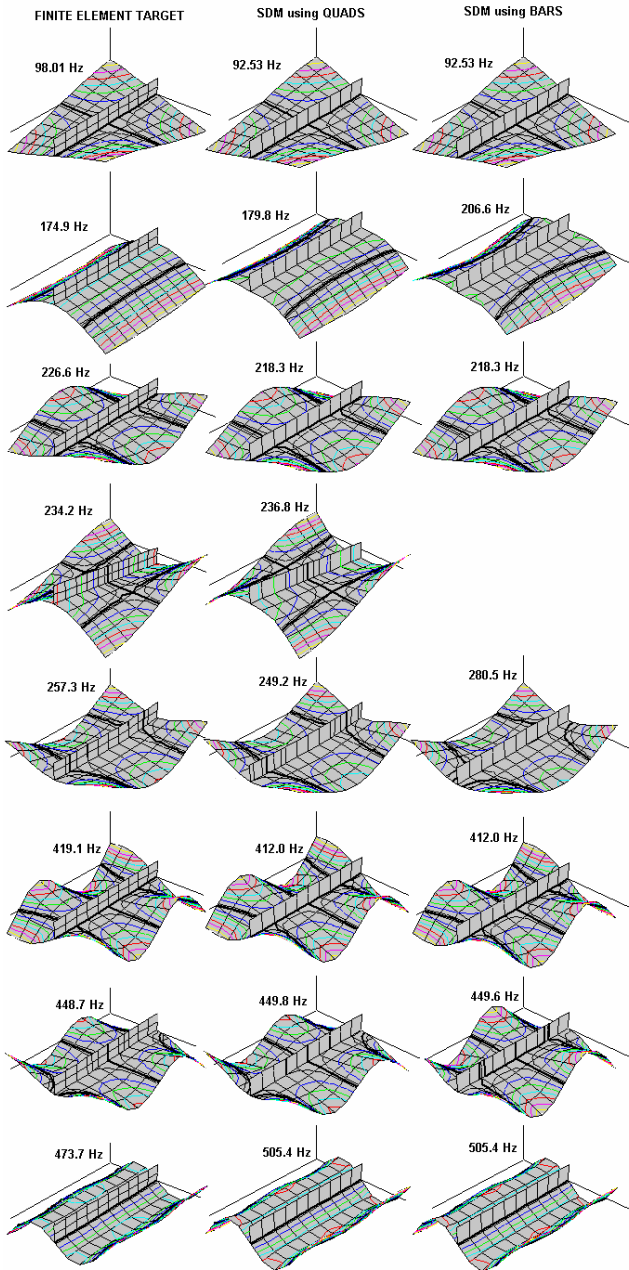 FINITE ELEMENT TARGET
SDM using QUADS
SDM using BARS
98.01 Hz
92.53 Hz
92.53 Hz
174.9 Hz
179.8 Hz
206.6 Hz
226.6 Hz
218.3 Hz
218.3 Hz
234.2 Hz
236.8 Hz
257.3 Hz
249.2 Hz
280.5 Hz
419.1 Hz
412.0 Hz
412.0 Hz
448.7 Hz
449.8 Hz
449.6 Hz
473.7 Hz
505.4 Hz
505.4 Hz